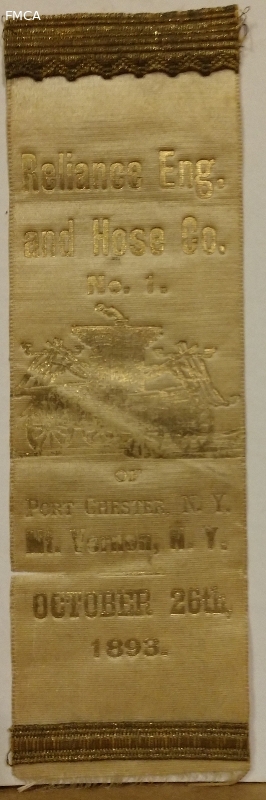 FMCA
Reliance Eng.
and Hose Co.
No. 1.
OF
PORT CHESTER, N. Y.
Mt. Vernon, N. Y.
OCTOBER 26th,
1893.